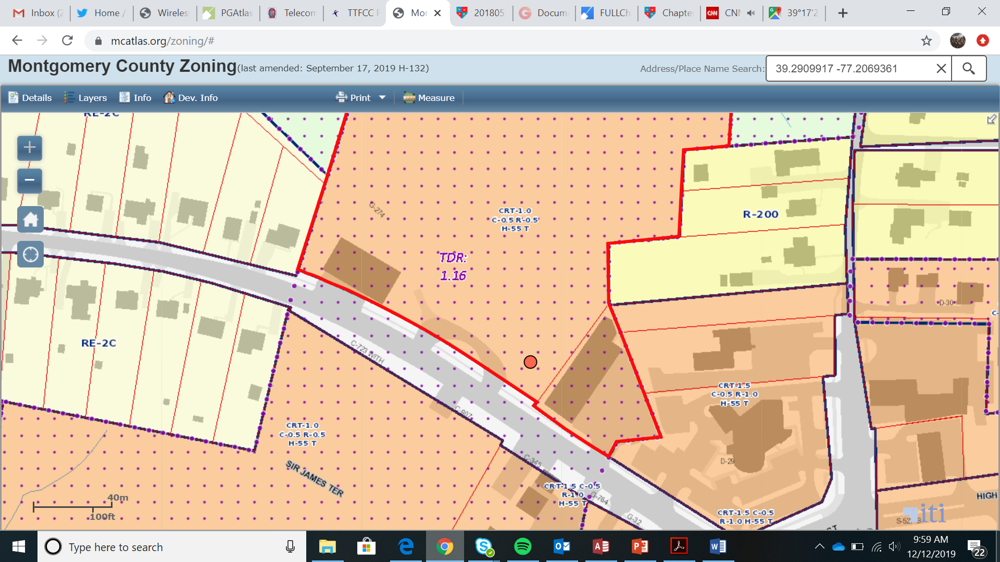 Inbox (2
Home /
Wireles
PGAtlas
Telecon
TTFCC F
Mor
201805
Docum
FULLCh
Chapte
CNN
CNN
39°17'2
mcatlas.org/zoning/#
Montgomery County Zoning(last amended: September 17, 2019 H-132)
Address/Place Name Search:
39.2909917 -77.2069361
Details
Layers
Info
Dev. Info
Print
Measure
RE-2C
G-274
CRT-1.0
C-0.5 R-0.5
H-55 T
R-200
TDR:
1.16
D-30
C-
RE-2C
C-723 WITH
CRT-1.5
C-0.5 R-1.0
H-55 T
C-907
CRT-1.0
C-0.5 R-0.5
H-55 T
C-345
D-29
SIR JAMES TER
CRT-1.5 C-0.5
R-1.0
H-55 T
G-764
HIGH
40m
100ft
G-32
CRT-1.5 C-0.5
R-1.0 H-55 T
iti
Type here to search
9:59 AM
12/12/2019
22